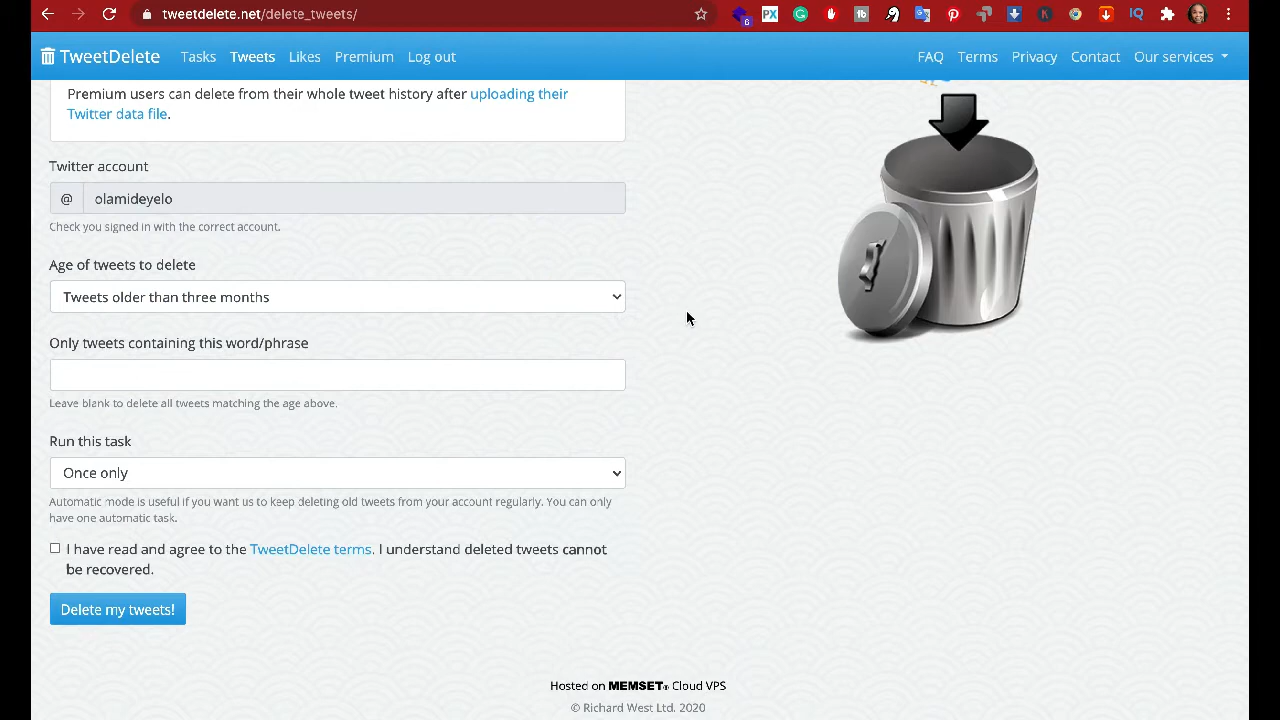 tweetdelete.net/delete_tweets/
6 PX IQ
TweetDelete Tasks Tweets Likes Premium Log out FAQ Terms Privacy Contact Our services
Premium users can delete from their whole tweet history after uploading their
Twitter data file.
Twitter account
@ olamideyelo
Check you signed in with the correct account.
Age of tweets to delete
Tweets older than three months
Only tweets containing this word/phrase
Leave blank to delete all tweets matching the age above.
Run this task
Once only
Automatic mode is useful if you want us to keep deleting old tweets from your account regularly. You can only
have one automatic task.
I have read and agree to the TweetDelete terms. I understand deleted tweets cannot
be recovered.
Delete my tweets!
Hosted on MEMSET® Cloud VPS
© Richard West Ltd. 2020